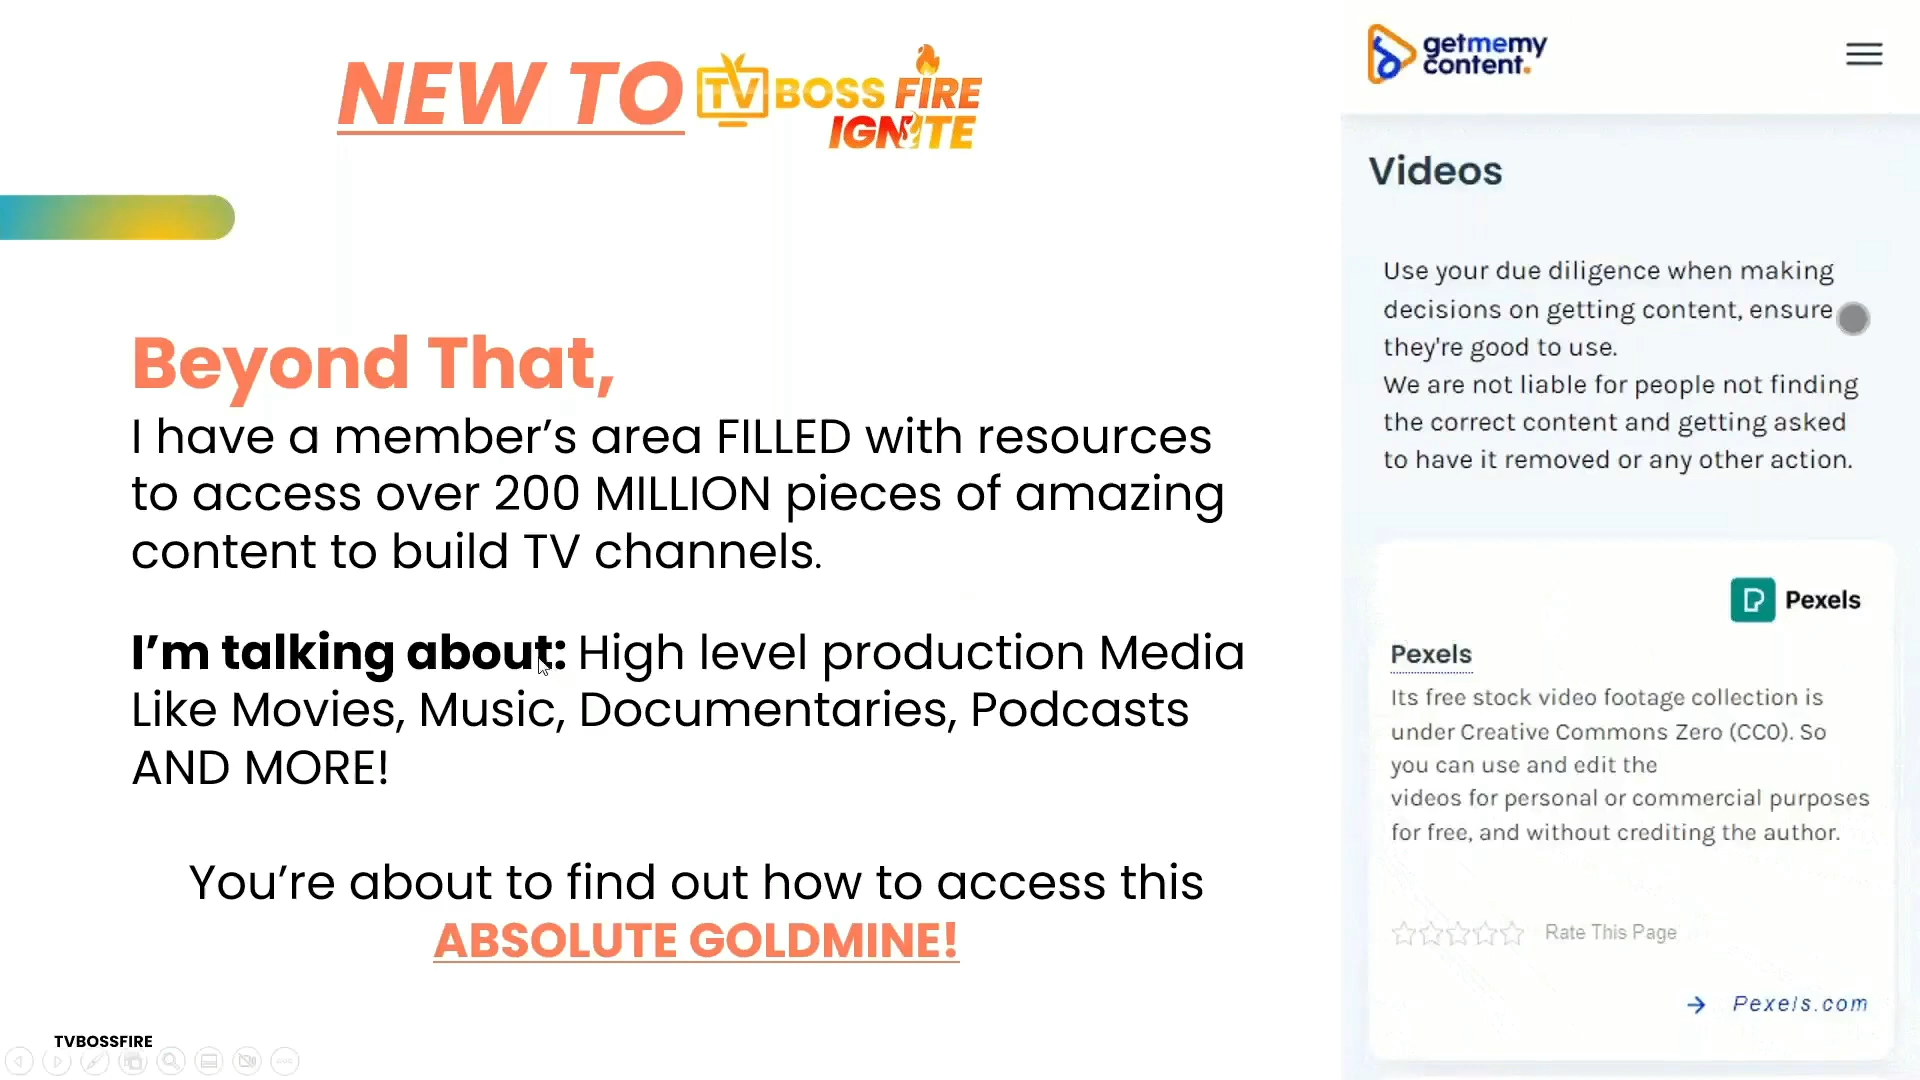 NEW TO TV BOSS FIRE
IGNITE
Beyond That,
I have a member's area FILLED with resources
to access over 200 MILLION pieces of amazing
content to build TV channels.
I'm talking about: High level production Media
Like Movies, Music, Documentaries, Podcasts
AND MORE!
You're about to find out how to access this
ABSOLUTE GOLDMINE!
TVBOSSFIRE
getmemy
content.
Videos
Use your due diligence when making
decisions on getting content, ensure
they're good to use.
We are not liable for people not finding
the correct content and getting asked
to have it removed or any other action.
Pexels
Pexels
Its free stock video footage collection is
under Creative Commons Zero (CC0). So
you can use and edit the
videos for personal or commercial purposes
for free, and without crediting the author.
Rate This Page
Pexels.com